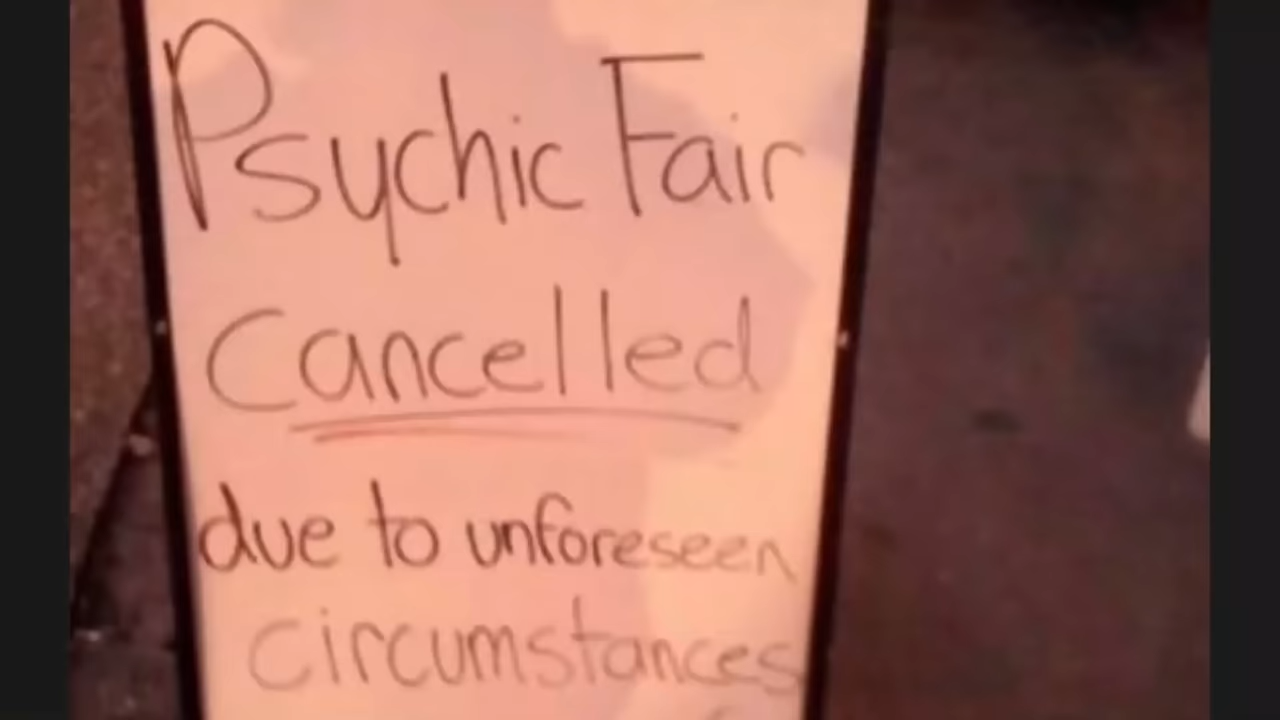 Psychic Fair
Cancelled
due to unforeseen
circumstances